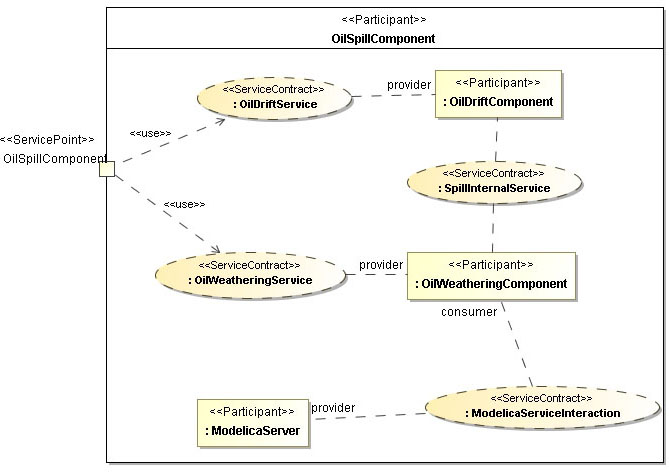 <<Participant>>
OilSpillComponent
<<ServiceContract>>
: OilDriftService
provider
<<Participant>>
: OilDriftComponent
<<use>>
<<ServicePoint>>
OilSpillComponent
<<ServiceContract>>
: SpillInternalService
<<use>>
<<ServiceContract>>
: OilWeatheringService
provider
<<Participant>>
: OilWeatheringComponent
consumer
<<Participant>>
: ModelicaServer
provider
<<ServiceContract>>
: ModelicaServiceInteraction